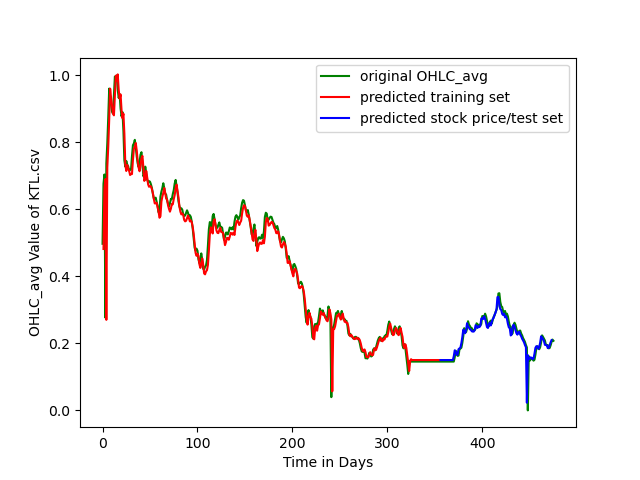 original OHLC_avg
predicted training set
predicted stock price/test set
1.0
0.8
0.6
0.4
0.2
0.0
OHLC_avg Value of KTL.csv
0 100 200 300 400
Time in Days